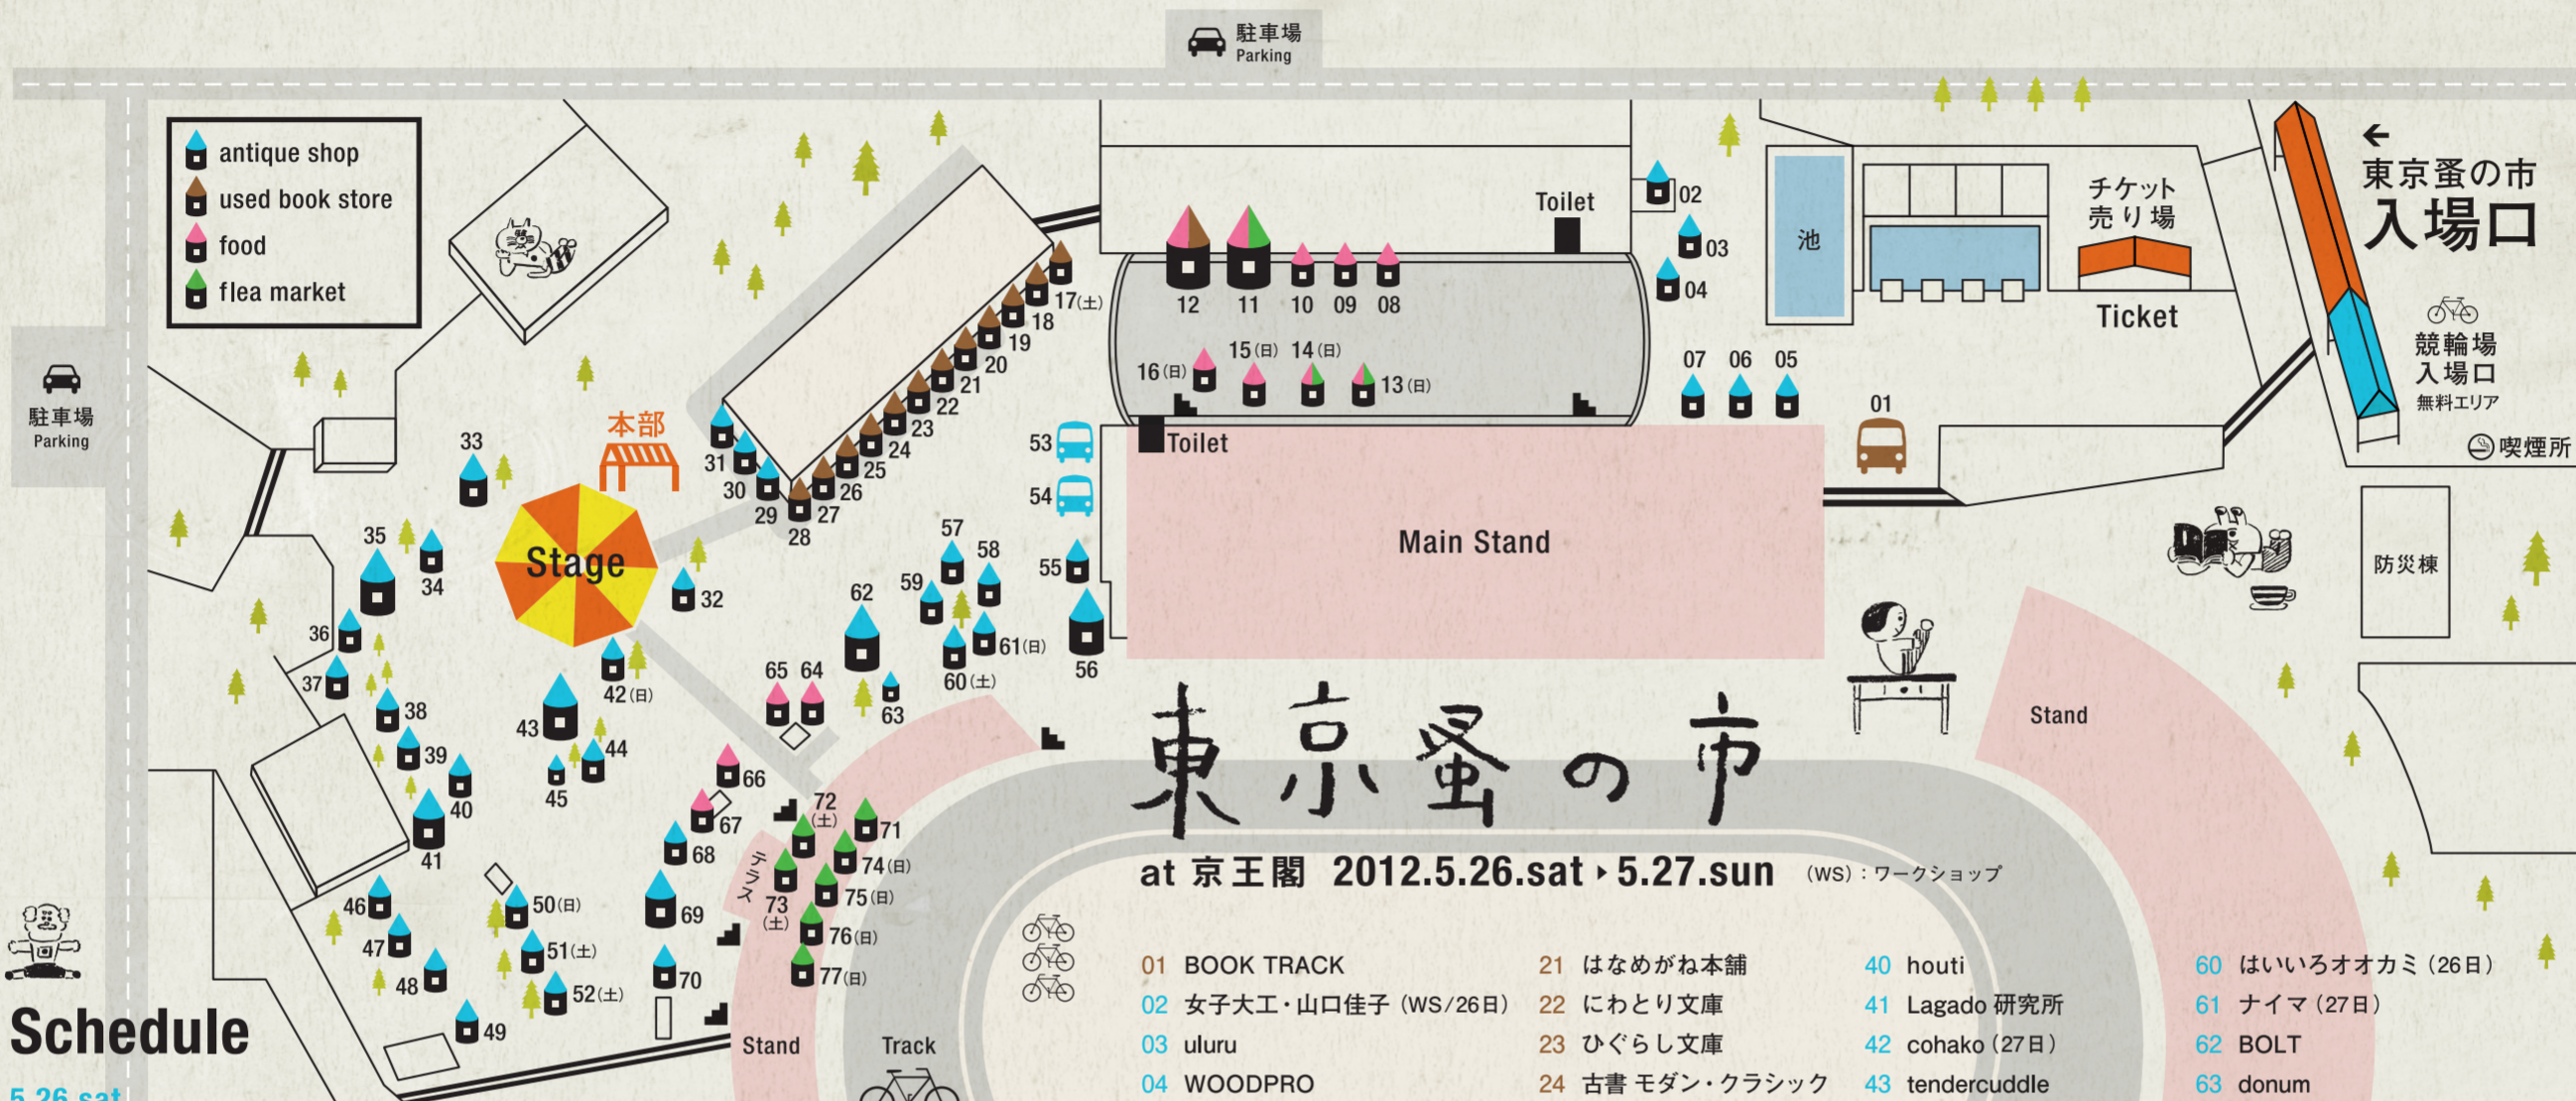 駐車場
Parking
antique shop
used book store
food
flea market
駐車場
Parking
←
東京蚤の市
入場口
競輪場
入場口
無料エリア
喫煙所
チケット
売り場
Ticket
池
防災棟
Toilet
02
03
04
12
11
10
09
08
16(日)
15(日)
14(日)
13(日)
07
06
05
01
17(土)
18
19
20
21
22
23
24
25
26
27
28
29
30
31
本部
Stage
33
35
34
32
36
37
38
39
40
41
42(日)
43
44
45
46
47
48
49
50(日)
51(土)
52(土)
53
54
55
56
57
58
59
60(土)
61(日)
62
63
65
64
66
67
68
69
70
72
(土)
71
74(日)
75(日)
73
(土)
76(日)
77(日)
テラス
Toilet
Main Stand
Stand
Stand
Track
東京蚤の市
at 京王閣 2012.5.26.sat ▸ 5.27.sun (WS):ワークショップ
01 BOOK TRACK
02 女子大工・山口佳子(WS/26日)
03 uluru
04 WOODPRO
21 はなめがね本舗
22 にわとり文庫
23 ひぐらし文庫
24 古書 モダン・クラシック
40 houti
41 Lagado 研究所
42 cohako(27日)
43 tendercuddle
60 はいいろオオカミ(26日)
61 ナイマ(27日)
62 BOLT
63 donum
Schedule
5.26 sat